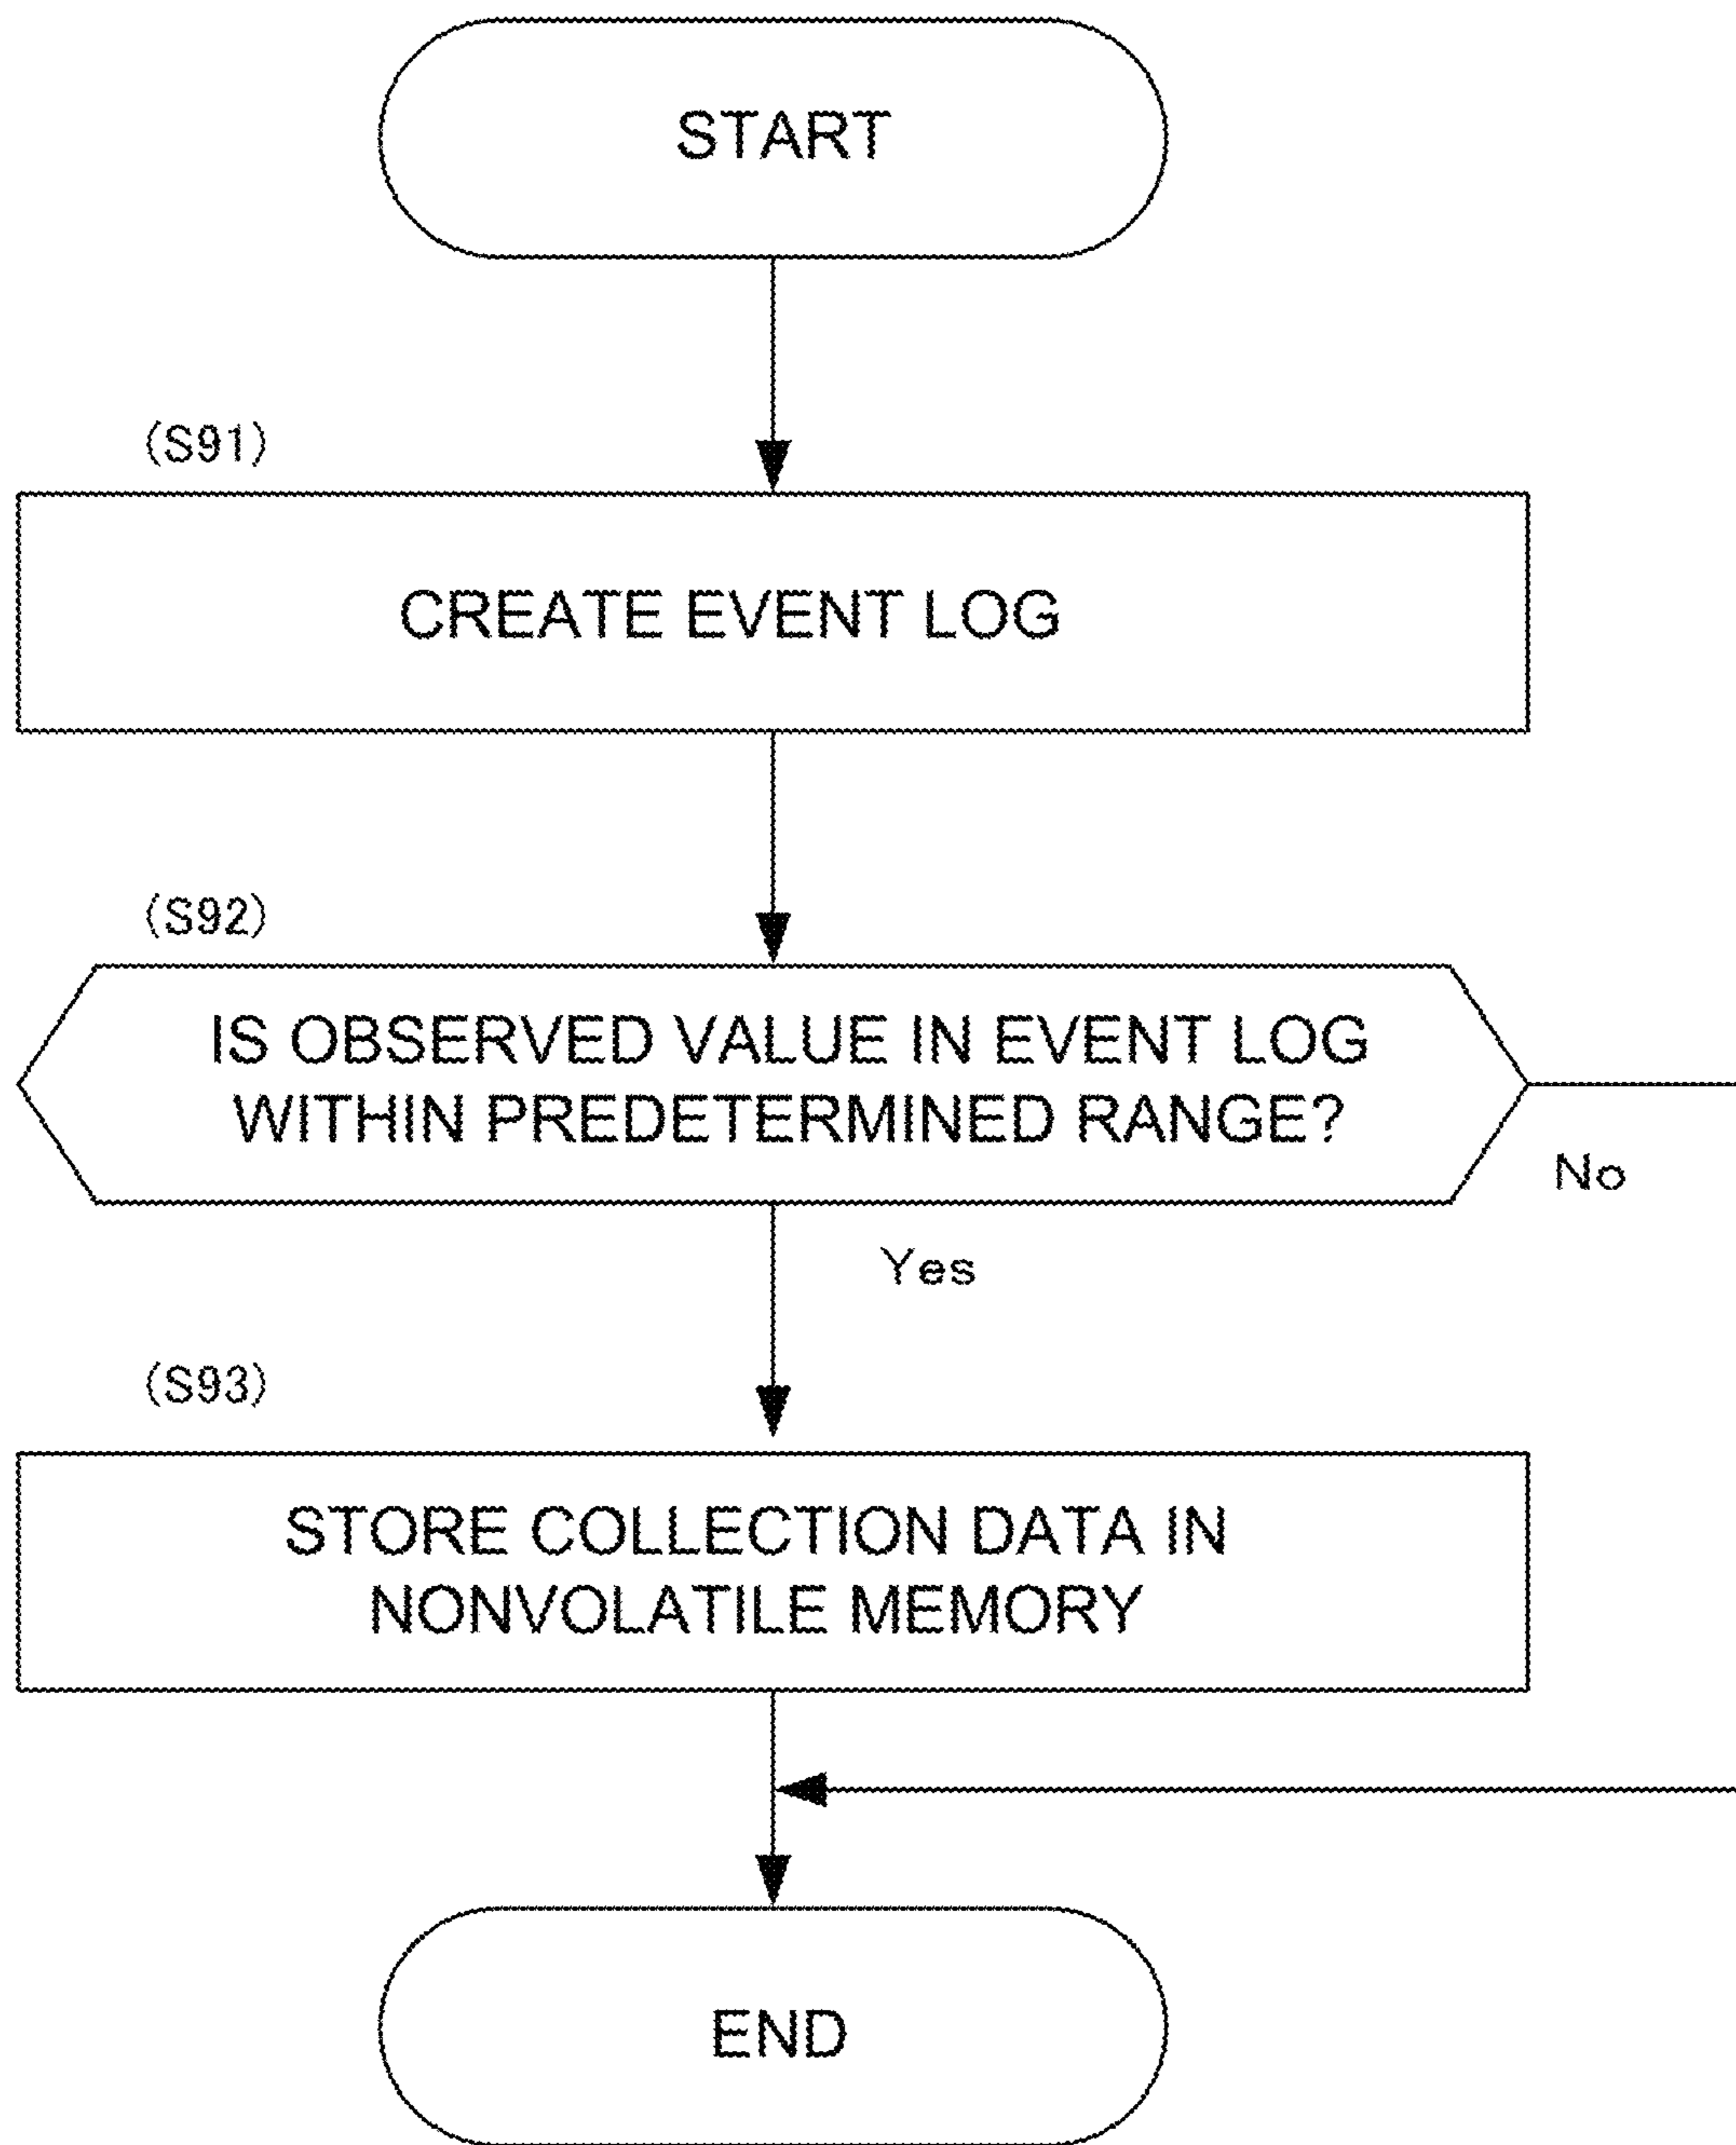 START
(S91)
CREATE EVENT LOG
(S92)
IS OBSERVED VALUE IN EVENT LOG
WITHIN PREDETERMINED RANGE?
No
Yes
(S93)
STORE COLLECTION DATA IN
NONVOLATILE MEMORY
END